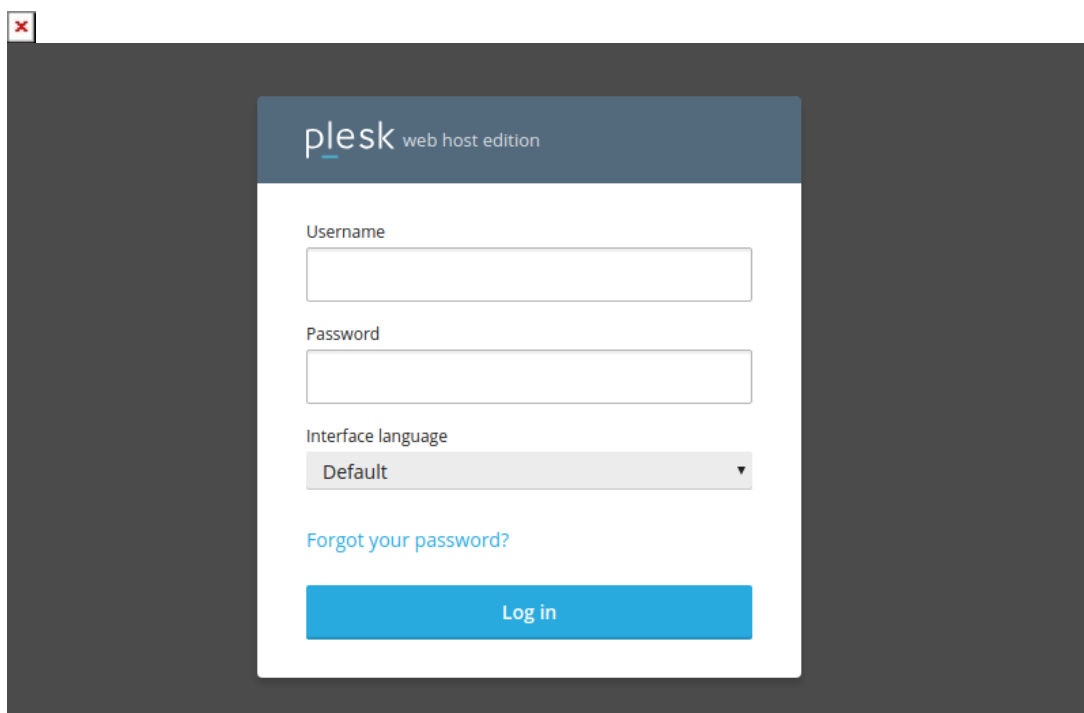 plesk web host edition
Username
Password
Interface language
Default
Forgot your password?
Log in